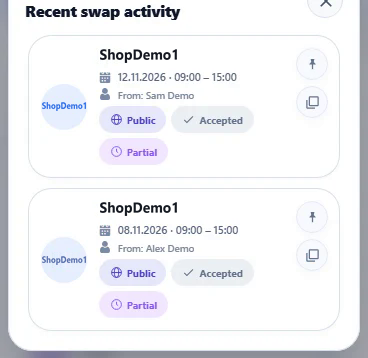 Recent swap activity
ShopDemo1
ShopDemo1
12.11.2026 · 09:00 – 15:00
From: Sam Demo
Public
Accepted
Partial
ShopDemo1
ShopDemo1
08.11.2026 · 09:00 – 15:00
From: Alex Demo
Public
Accepted
Partial